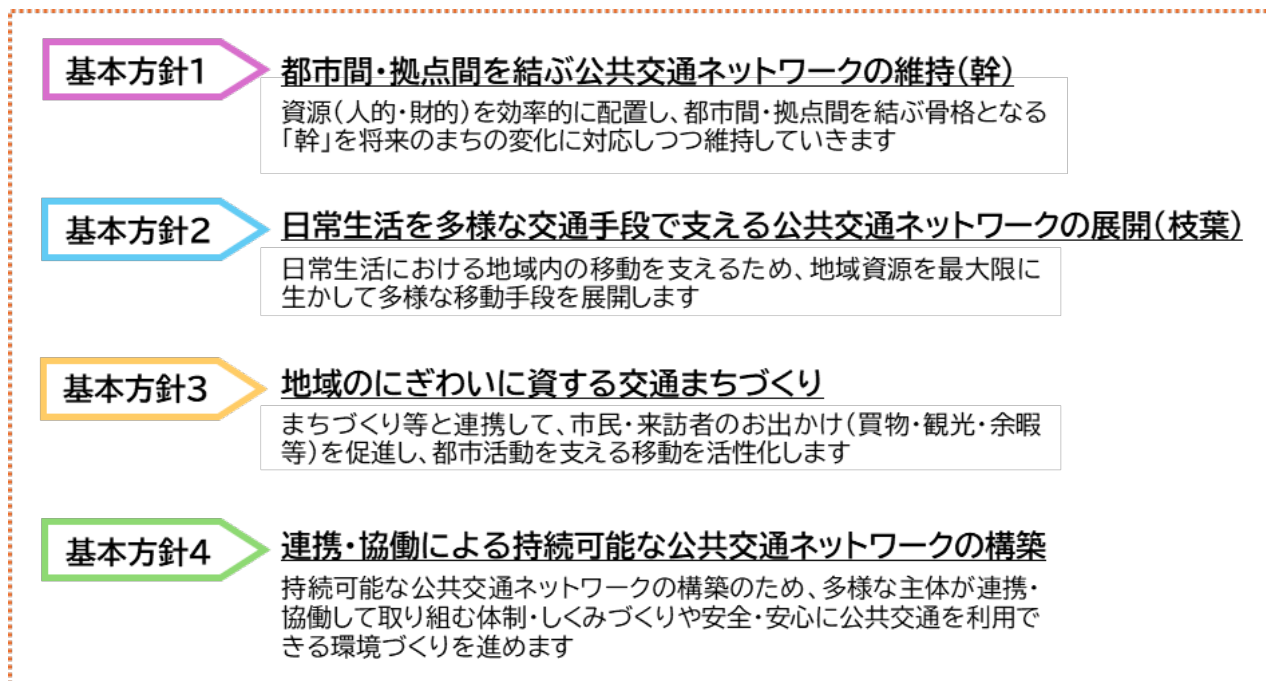 基本方針1
都市間・拠点間を結ぶ公共交通ネットワークの維持（幹）
資源（人的・財的）を効率的に配置し、都市間・拠点間を結ぶ骨格となる
「幹」を将来のまちの変化に対応しつつ維持していきます
基本方針2
日常生活を多様な交通手段で支える公共交通ネットワークの展開（枝葉）
日常生活における地域内の移動を支えるため、地域資源を最大限に
生かして多様な移動手段を展開します
基本方針3
地域のにぎわいに資する交通まちづくり
まちづくり等と連携して、市民・来訪者のお出かけ（買物・観光・余暇
等）を促進し、都市活動を支える移動を活性化します
基本方針4
連携・協働による持続可能な公共交通ネットワークの構築
持続可能な公共交通ネットワークの構築のため、多様な主体が連携・
協働して取り組む体制・しくみづくりや安全・安心に公共交通を利用で
きる環境づくりを進めます